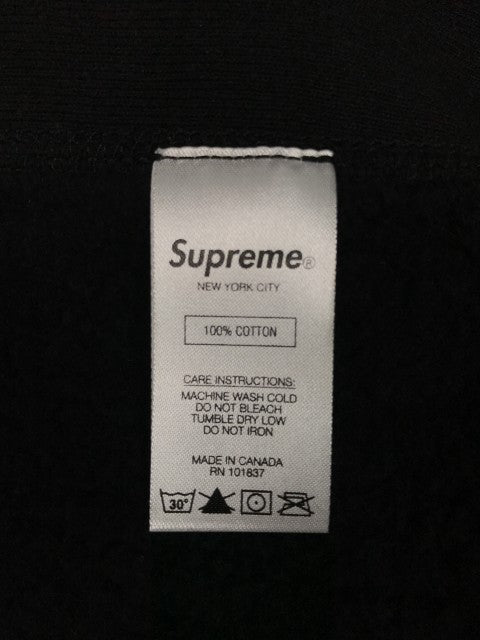 Supreme®
NEW YORK CITY
100% COTTON
CARE INSTRUCTIONS:
MACHINE WASH COLD
DO NOT BLEACH
TUMBLE DRY LOW
DO NOT IRON
MADE IN CANADA
RN 101837
30°